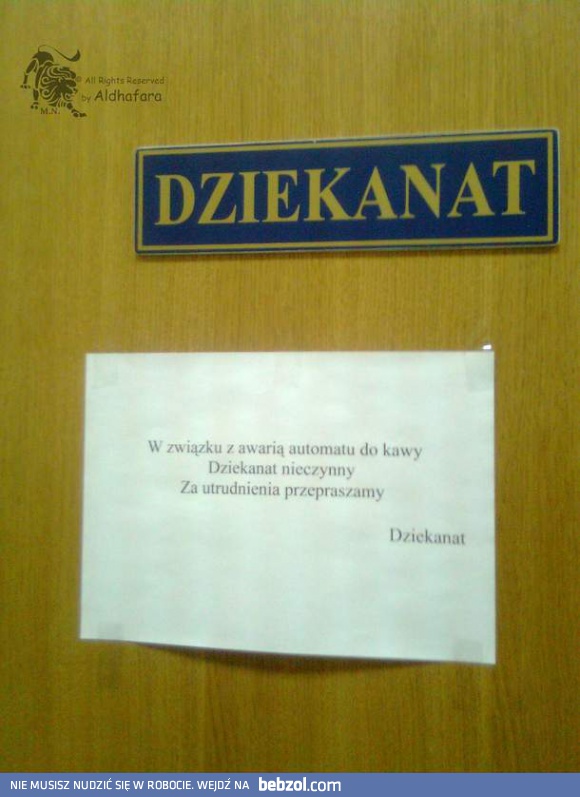 © All Rights Reserved
by Aldhafara
M.N.
DZIEKANAT
W związku z awarią automatu do kawy
Dziekanat nieczynny
Za utrudnienia przepraszamy
Dziekanat
NIE MUSISZ NUDZIĆ SIĘ W ROBOCIE. WEJDŹ NA bebzol.com